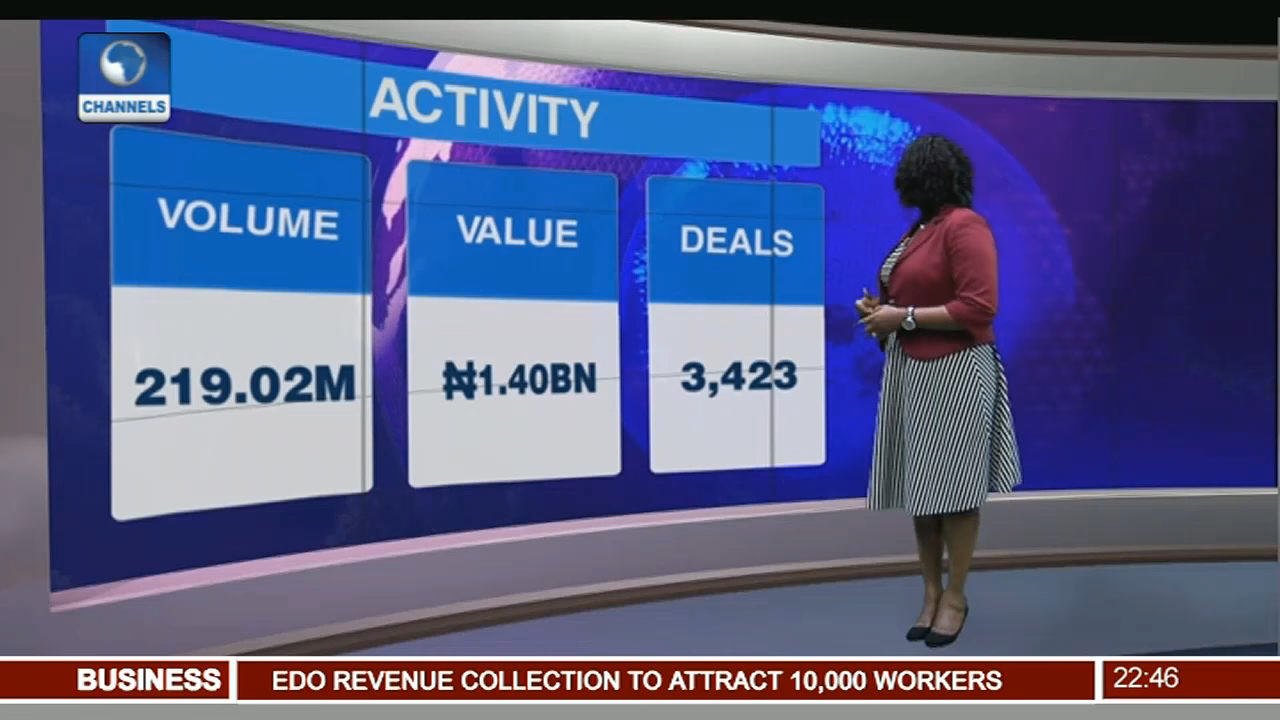 CHANNELS
ACTIVITY
VOLUME
219.02M
VALUE
₦1.40BN
DEALS
3,423
BUSINESS
EDO REVENUE COLLECTION TO ATTRACT 10,000 WORKERS
22:46